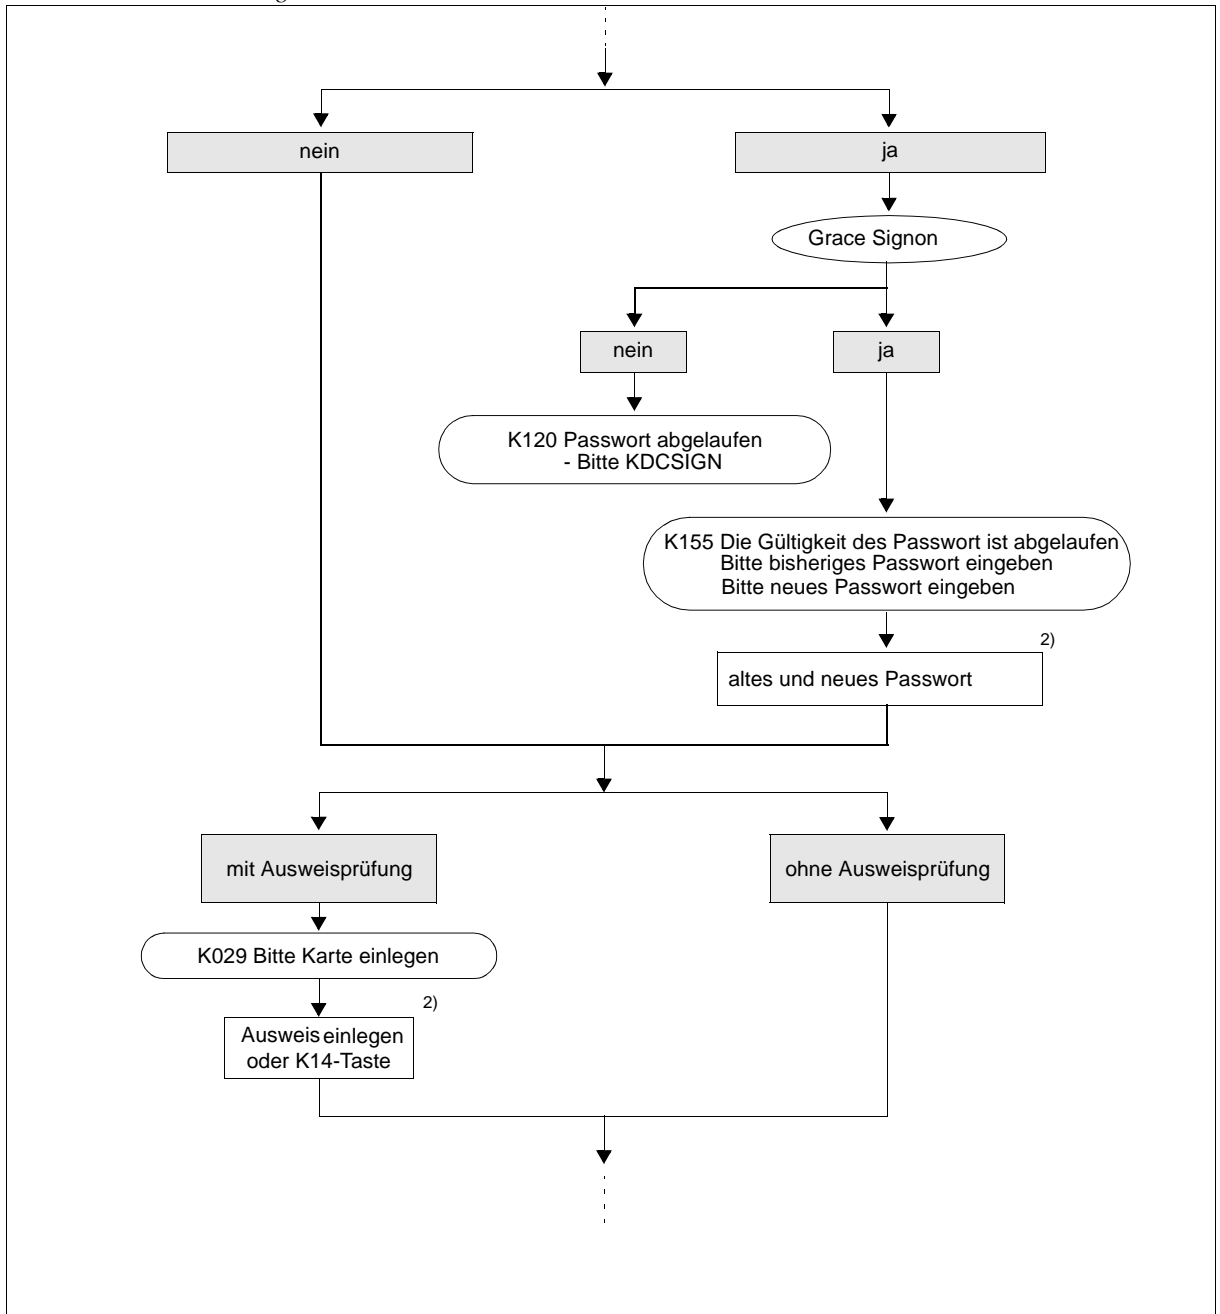 nein
ja
Grace Signon
nein
ja
K120 Passwort abgelaufen
- Bitte KDCSIGN
K155 Die Gültigkeit des Passwort ist abgelaufen
Bitte bisheriges Passwort eingeben
Bitte neues Passwort eingeben
2)
altes und neues Passwort
mit Ausweisprüfung
ohne Ausweisprüfung
K029 Bitte Karte einlegen
2)
Ausweis einlegen
oder K14-Taste